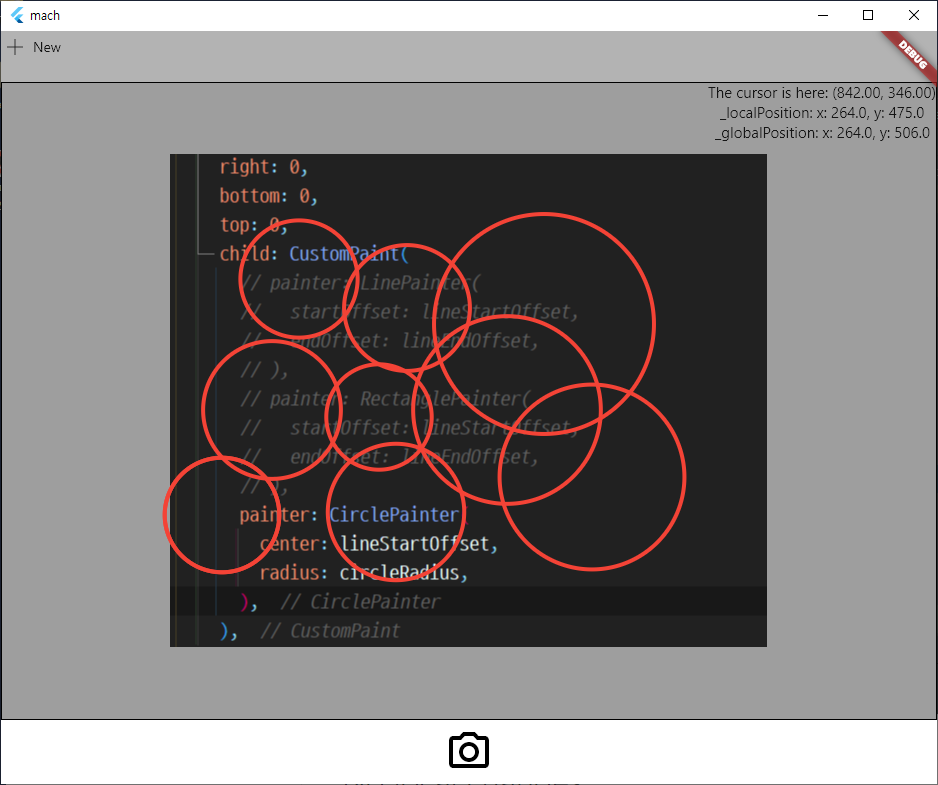 mach
New
DEBUG
The cursor is here: (842.00, 346.00)
_localPosition: x: 264.0, y: 475.0
_globalPosition: x: 264.0, y: 506.0
right: 0,
bottom: 0,
top: 0,
child: CustomPaint(
// painter: LinePainter(
//   startOffset: lineStartOffset,
//   endOffset: lineEndOffset,
// ),
// painter: RectanglePainter(
//   startOffset: lineStartOffset,
//   endOffset: lineEndOffset,
// ),
painter: CirclePainter(
center: lineStartOffset,
radius: circleRadius,
),  // CirclePainter
),  // CustomPaint